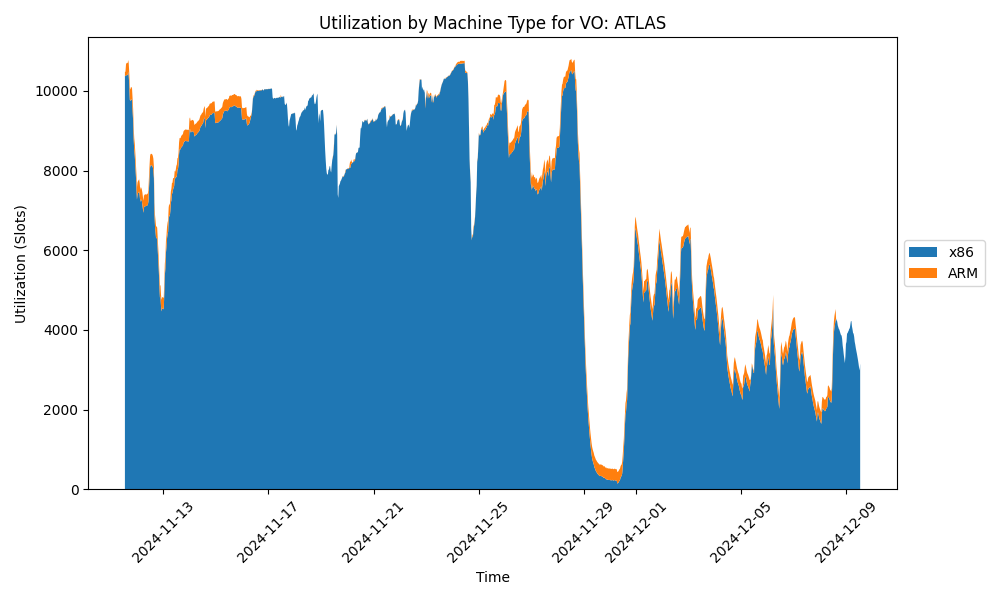 Utilization by Machine Type for VO: ATLAS
Utilization (Slots)
10000
8000
6000
4000
2000
0
2024-11-13
2024-11-17
2024-11-21
2024-11-25
2024-11-29
2024-12-01
2024-12-05
2024-12-09
Time
x86
ARM